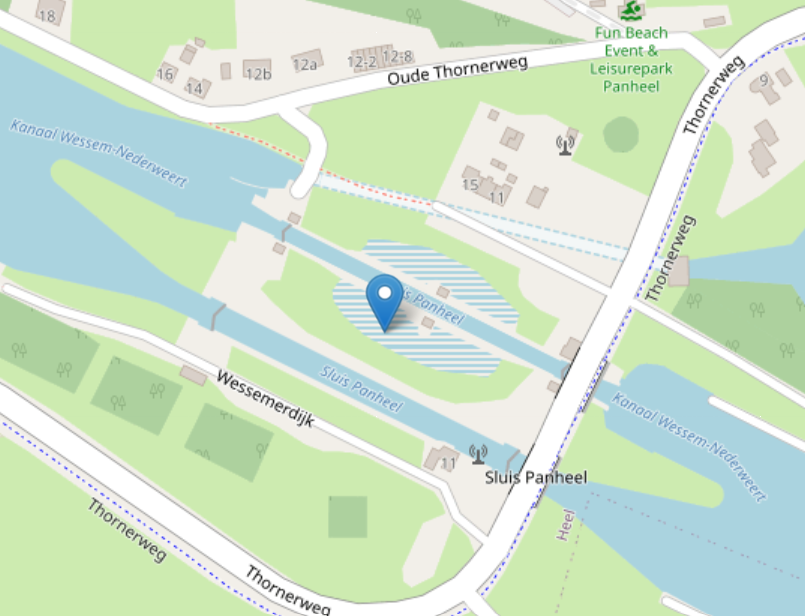 18
Fun Beach
Event &
Leisurepark
Panheel
16
14
12b
12a
12-2
12-8
Oude Thornerweg
Thornerweg
9
Kanaal Wessem-Nederweert
15
11
Thornerweg
Sluis Panheel
Wessemerdijk
Sluis Panheel
Kanaal Wessem-Nederweert
11
Sluis Panheel
Heel
Thornerweg
Thornerweg